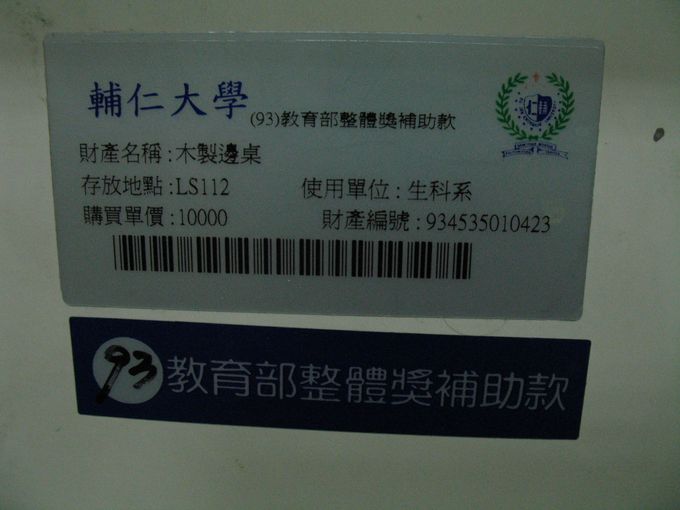 輔仁大學 (93)教育部整體獎補助款
財產名稱:木製邊桌
存放地點:LS112 使用單位:生科系
購買單價:10000 財產編號:934535010423
93 教育部整體獎補助款